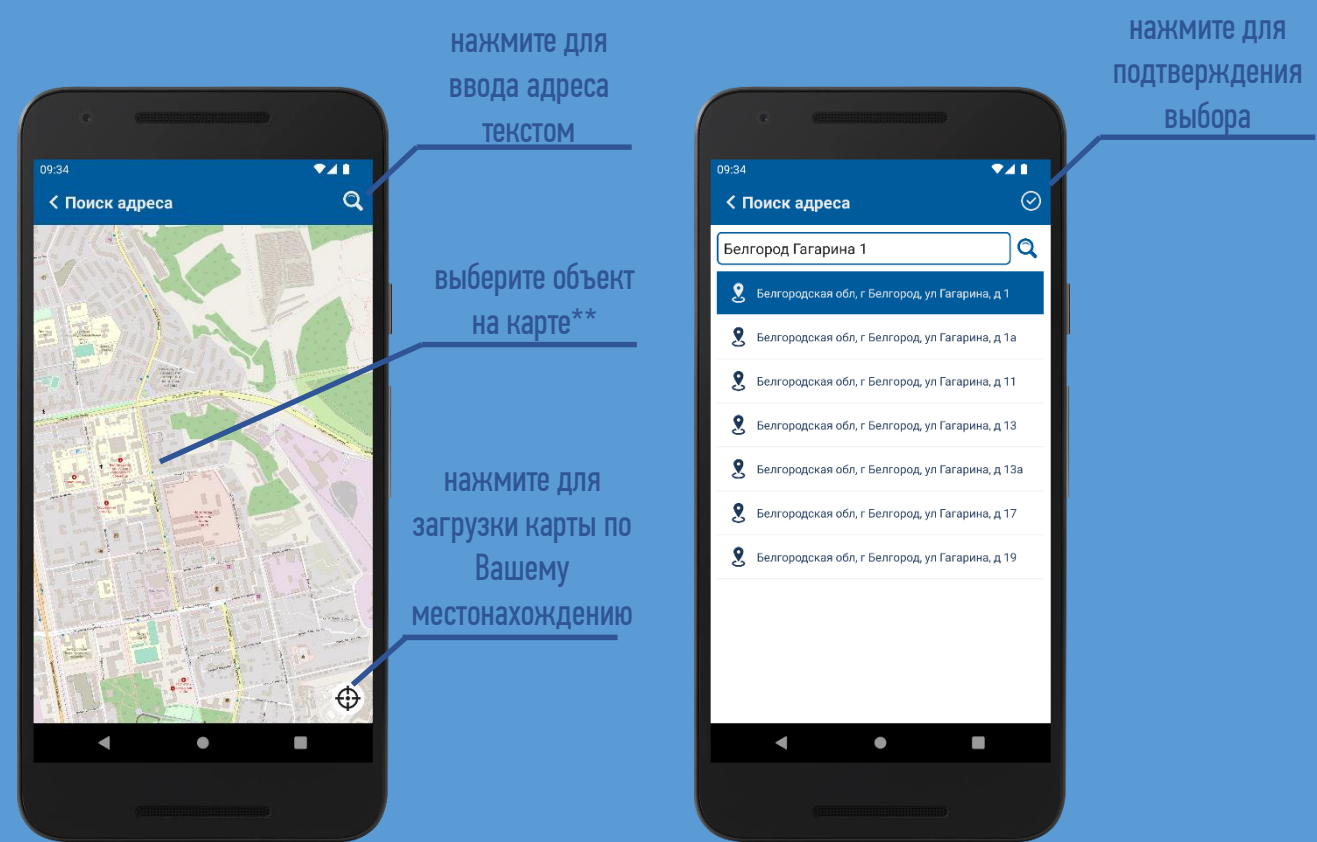 нажмите для
ввода адреса
текстом
09:34
Поиск адреса
выберите объект
на карте**
нажмите для
загрузки карты по
Вашему
местонахождению
нажмите для
подтверждения
выбора
09:34
Поиск адреса
Белгород Гагарина 1
Белгородская обл, г Белгород, ул Гагарина, д 1
Белгородская обл, г Белгород, ул Гагарина, д 1а
Белгородская обл, г Белгород, ул Гагарина, д 11
Белгородская обл, г Белгород, ул Гагарина, д 13
Белгородская обл, г Белгород, ул Гагарина, д 13а
Белгородская обл, г Белгород, ул Гагарина, д 17
Белгородская обл, г Белгород, ул Гагарина, д 19